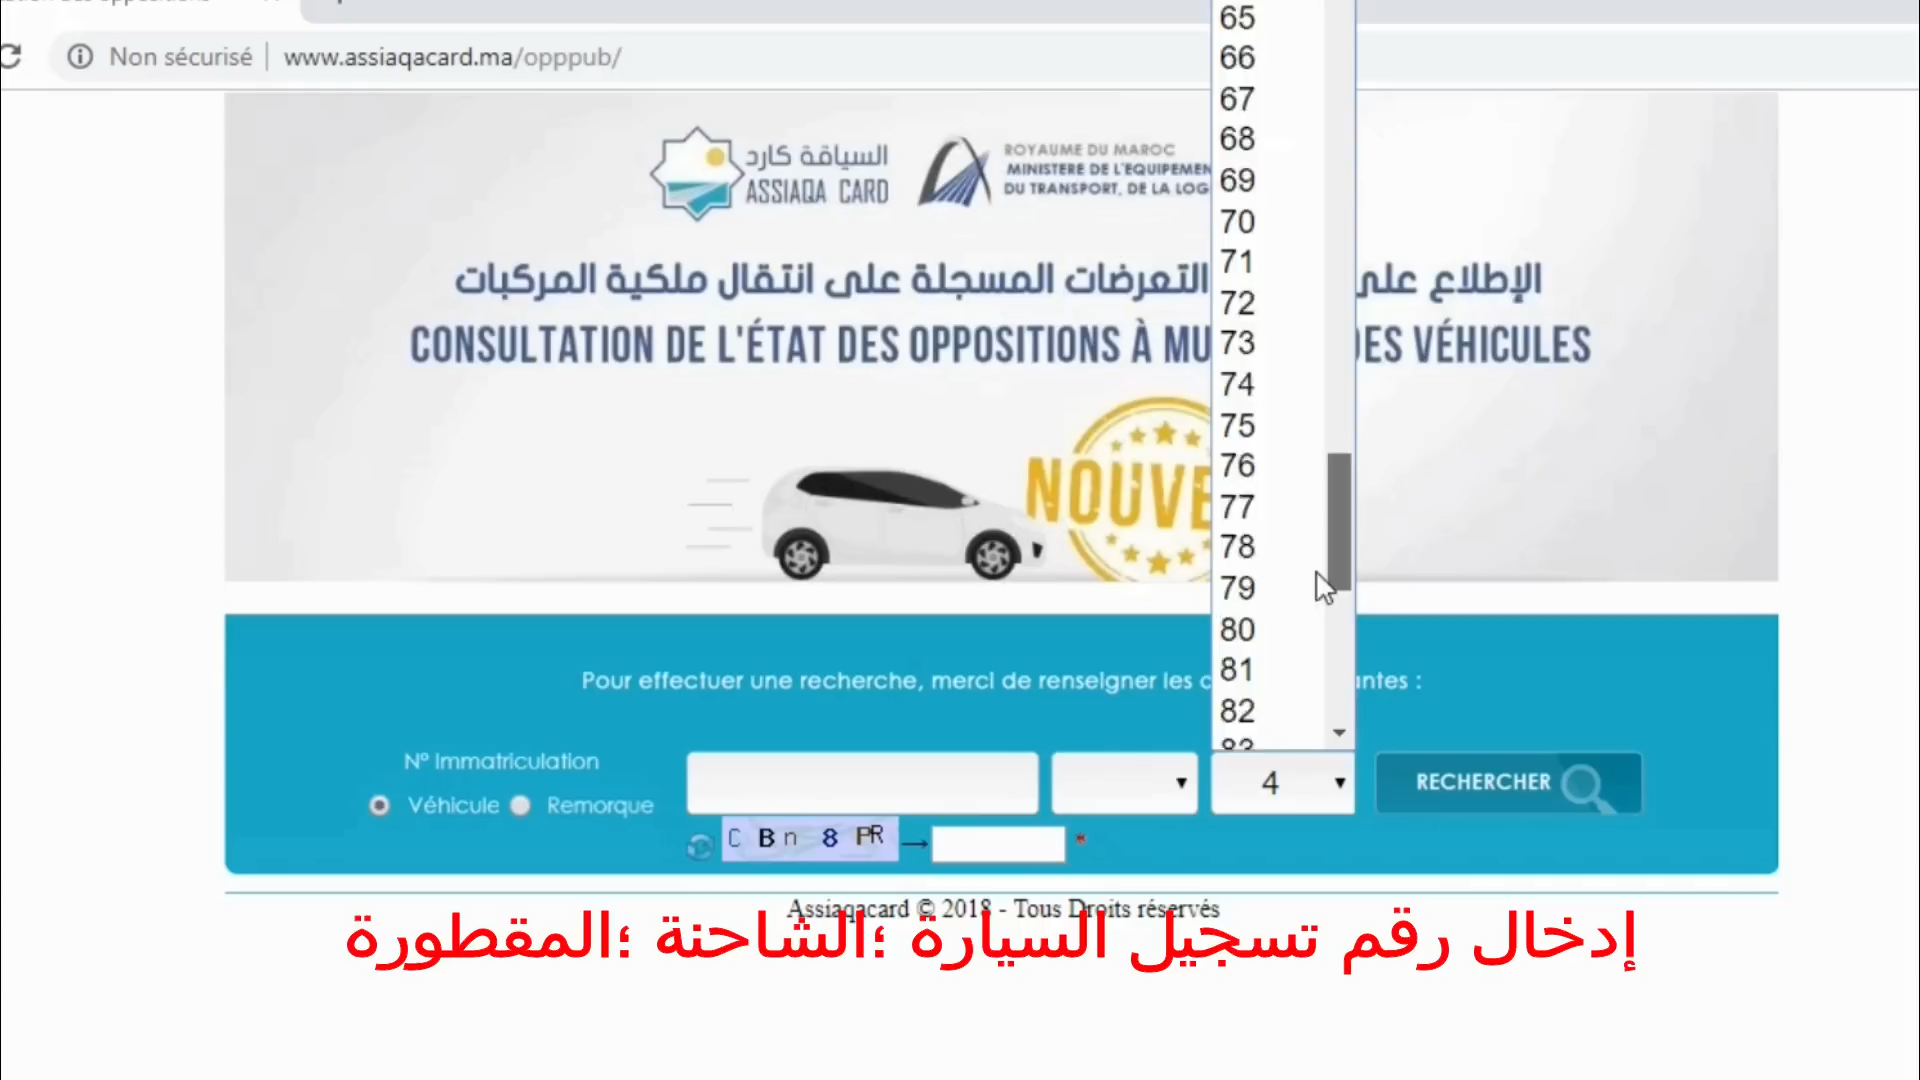 Non sécurisé | www.assiaqacard.ma/opppub/
السياقة كارد
ASSIAQA CARD
ROYAUME DU MAROC
MINISTERE DE L'EQUIPEMEN
DU TRANSPORT, DE LA LOG
الإطلاع على التعرضات المسجلة على انتقال ملكية المركبات
CONSULTATION DE L'ÉTAT DES OPPOSITIONS À MU DES VÉHICULES
NOUVE
65
66
67
68
69
70
71
72
73
74
75
76
77
78
79
80
81
82
83
Pour effectuer une recherche, merci de renseigner les c antes :
N° Immatriculation
Véhicule Remorque
4
RECHERCHER
C B n 8 P R
*
Assiaqacard © 2018 - Tous Droits réservés
إدخال رقم تسجيل السيارة ؛الشاحنة ؛المقطورة